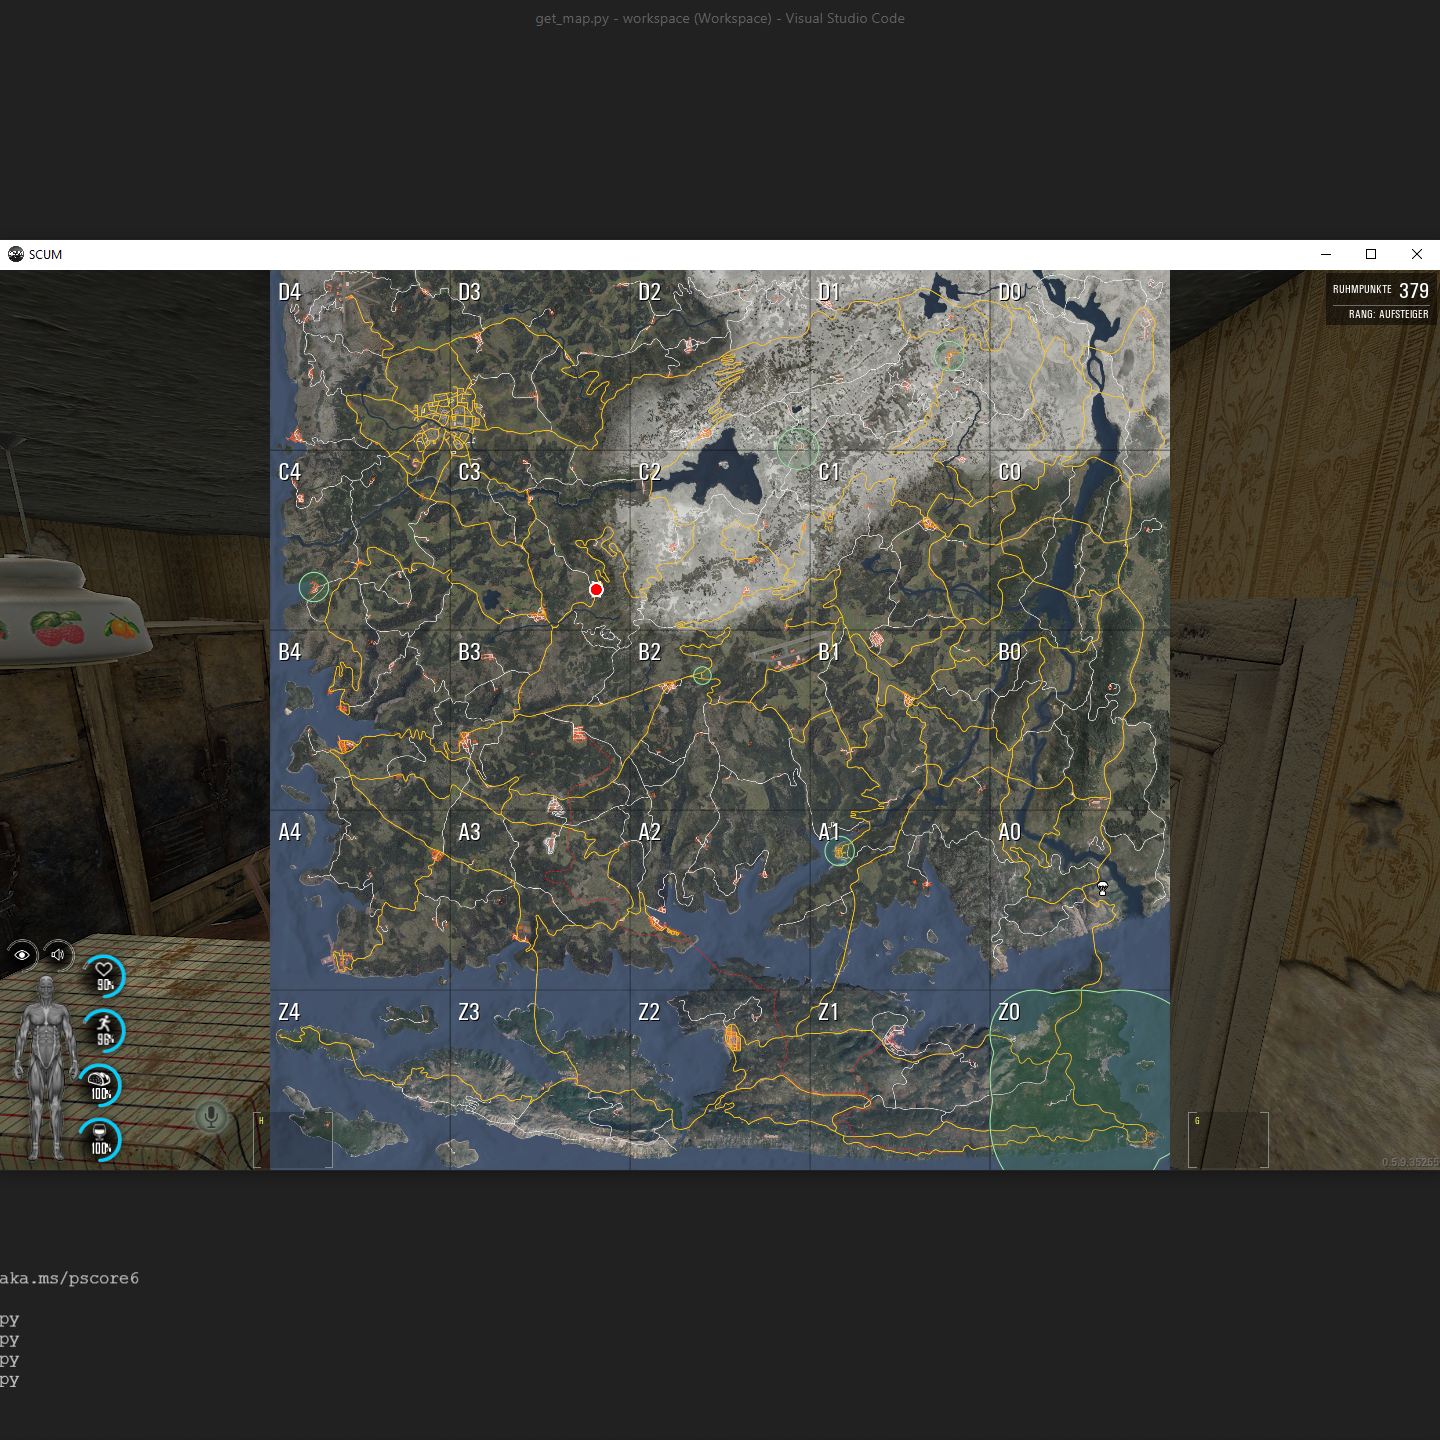 get_map.py - workspace (Workspace) - Visual Studio Code
SCUM
RUHMPUNKTE 379
RANG: AUFSTEIGER
D4 D3 D2 D1 D0
C4 C3 C2 C1 C0
B4 B3 B2 B1 B0
A4 A3 A2 A1 A0
Z4 Z3 Z2 Z1 Z0
90%
96%
100%
100%
H
G
0.5.9.35265
aka.ms/pscore6
py
py
py
py